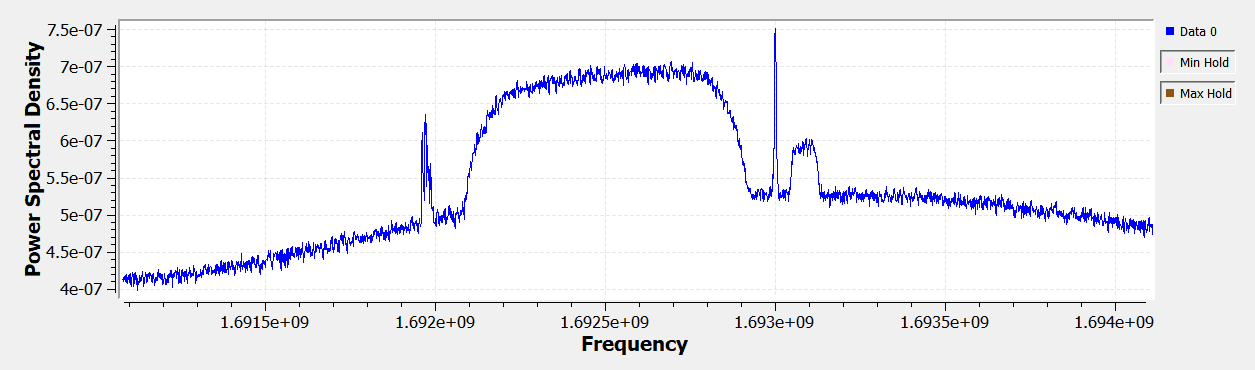 7.5e-07
7e-07
6.5e-07
6e-07
5.5e-07
5e-07
4.5e-07
4e-07
Power Spectral Density
1.6915e+09 1.692e+09 1.6925e+09 1.693e+09 1.6935e+09 1.694e+09
Frequency
Data 0
Min Hold
Max Hold